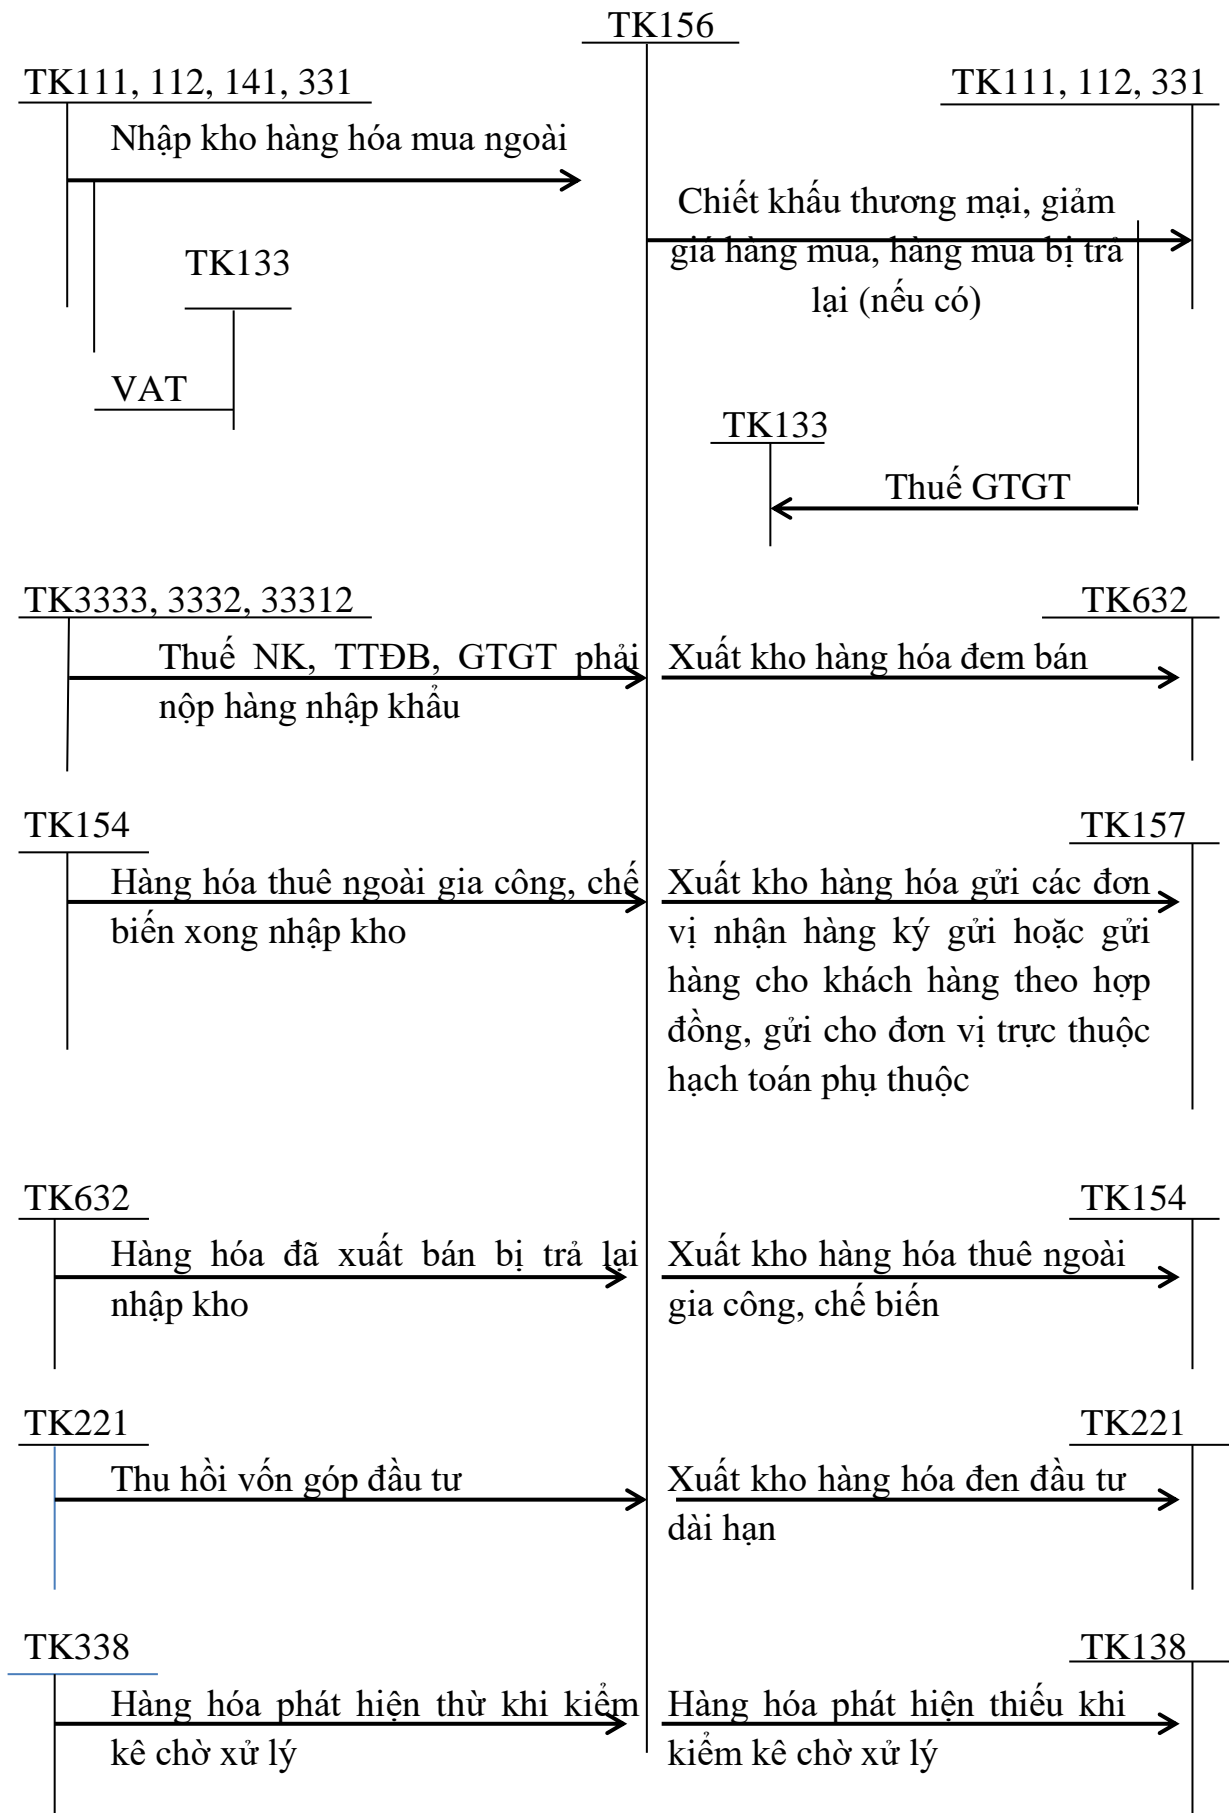 TK156
TK111, 112, 141, 331
TK111, 112, 331
Nhập kho hàng hóa mua ngoài
Chiết khấu thương mại, giảm
giá hàng mua, hàng mua bị trả
lại (nếu có)
TK133
VAT
TK133
Thuế GTGT
TK3333, 3332, 33312
TK632
Thuế NK, TTĐB, GTGT phải
nộp hàng nhập khẩu
Xuất kho hàng hóa đem bán
TK154
TK157
Hàng hóa thuê ngoài gia công, chế
biến xong nhập kho
Xuất kho hàng hóa gửi các đơn
vị nhận hàng ký gửi hoặc gửi
hàng cho khách hàng theo hợp
đồng, gửi cho đơn vị trực thuộc
hạch toán phụ thuộc
TK632
TK154
Hàng hóa đã xuất bán bị trả lại
nhập kho
Xuất kho hàng hóa thuê ngoài
gia công, chế biến
TK221
TK221
Thu hồi vốn góp đầu tư
Xuất kho hàng hóa đen đầu tư
dài hạn
TK338
TK138
Hàng hóa phát hiện thừ khi kiểm
kê chờ xử lý
Hàng hóa phát hiện thiếu khi
kiểm kê chờ xử lý